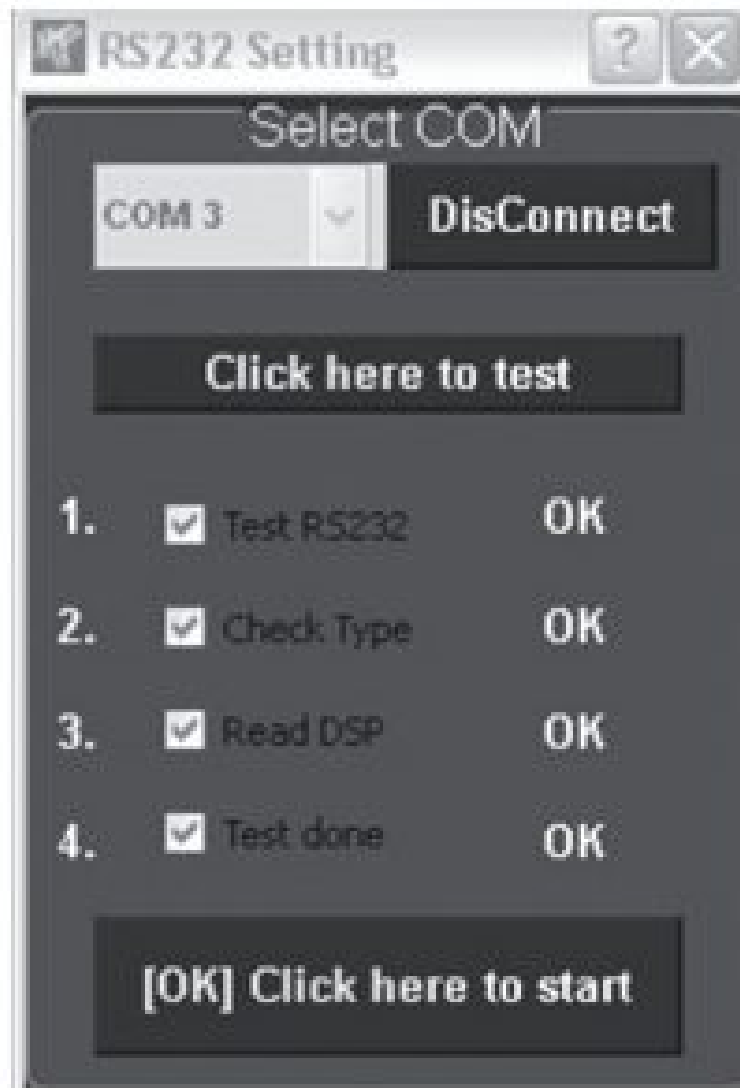 RS232 Setting
Select COM
COM 3 DisConnect
Click here to test
1. Test RS232 OK
2. Check Type OK
3. Read DSP OK
4. Test done OK
[OK] Click here to start